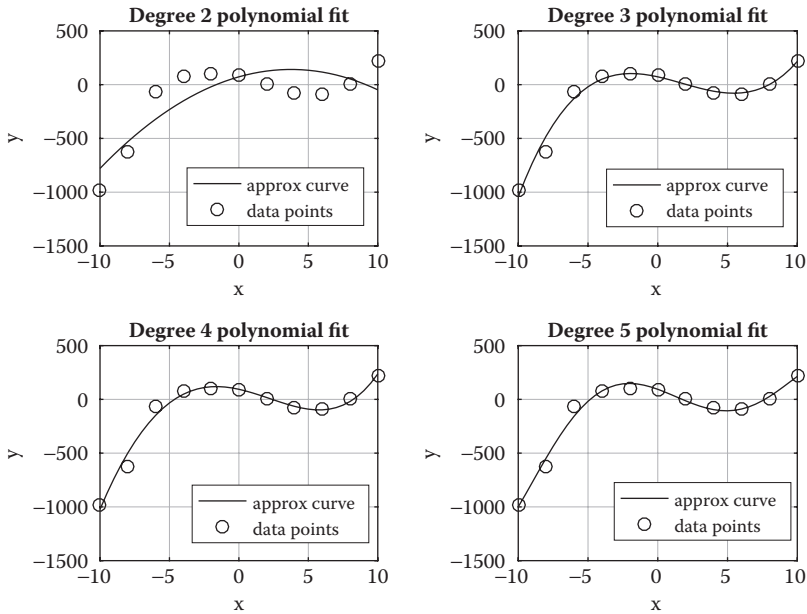 Degree 2 polynomial fit
500
0
−500
−1000
−1500
y
approx curve
data points
−10
−5
0
5
10
x
Degree 3 polynomial fit
500
0
−500
−1000
−1500
y
approx curve
data points
−10
−5
0
5
10
x
Degree 4 polynomial fit
500
0
−500
−1000
−1500
y
approx curve
data points
−10
−5
0
5
10
x
Degree 5 polynomial fit
500
0
−500
−1000
−1500
y
approx curve
data points
−10
−5
0
5
10
x